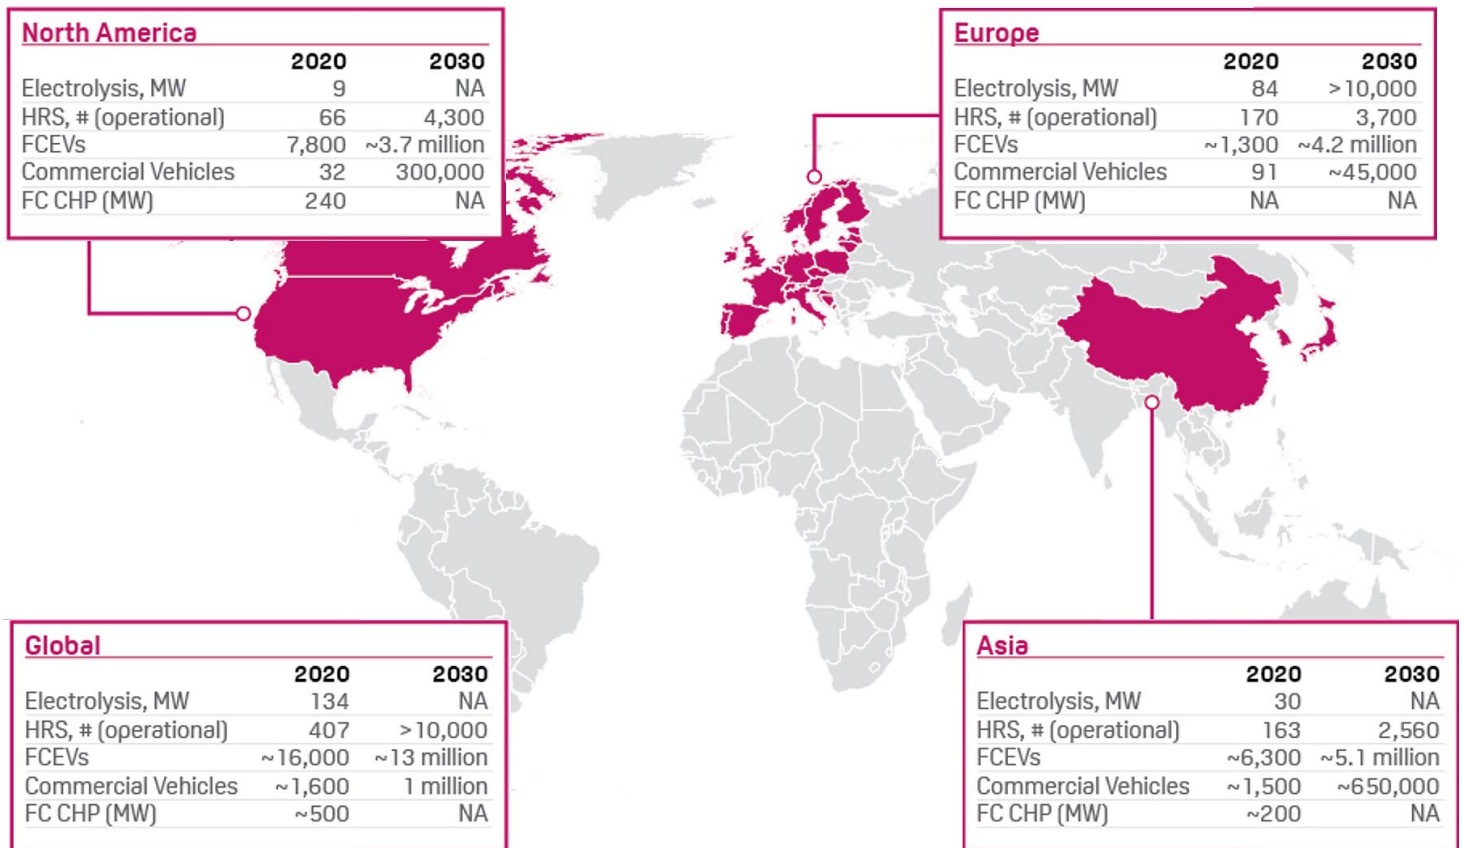 North America
2020 2030
Electrolysis, MW 9 NA
HRS, # (operational) 66 4,300
FCEVs 7,800 ~3.7 million
Commercial Vehicles 32 300,000
FC CHP (MW) 240 NA
Europe
2020 2030
Electrolysis, MW 84 >10,000
HRS, # (operational) 170 3,700
FCEVs ~1,300 ~4.2 million
Commercial Vehicles 91 ~45,000
FC CHP (MW) NA NA
Global
2020 2030
Electrolysis, MW 134 NA
HRS, # (operational) 407 >10,000
FCEVs ~16,000 ~13 million
Commercial Vehicles ~1,600 1 million
FC CHP (MW) ~500 NA
Asia
2020 2030
Electrolysis, MW 30 NA
HRS, # (operational) 163 2,560
FCEVs ~6,300 ~5.1 million
Commercial Vehicles ~1,500 ~650,000
FC CHP (MW) ~200 NA